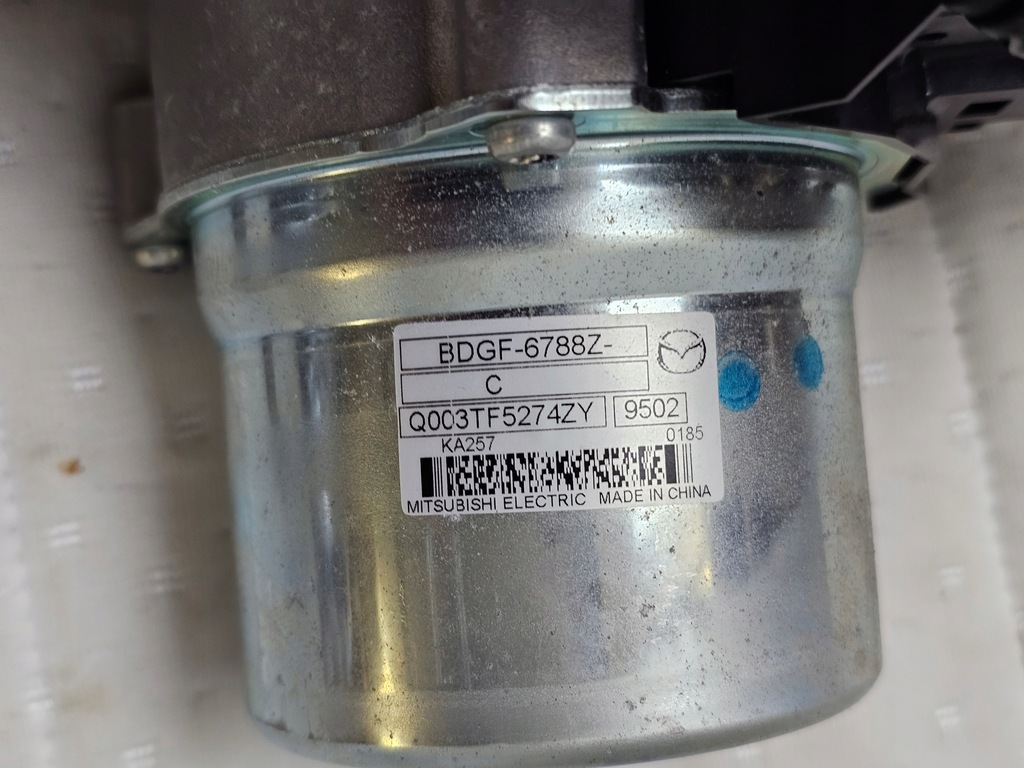 BDGF-6788Z-
C
Q003TF5274ZY 9502
KA257 0185
MITSUBISHI ELECTRIC MADE IN CHINA